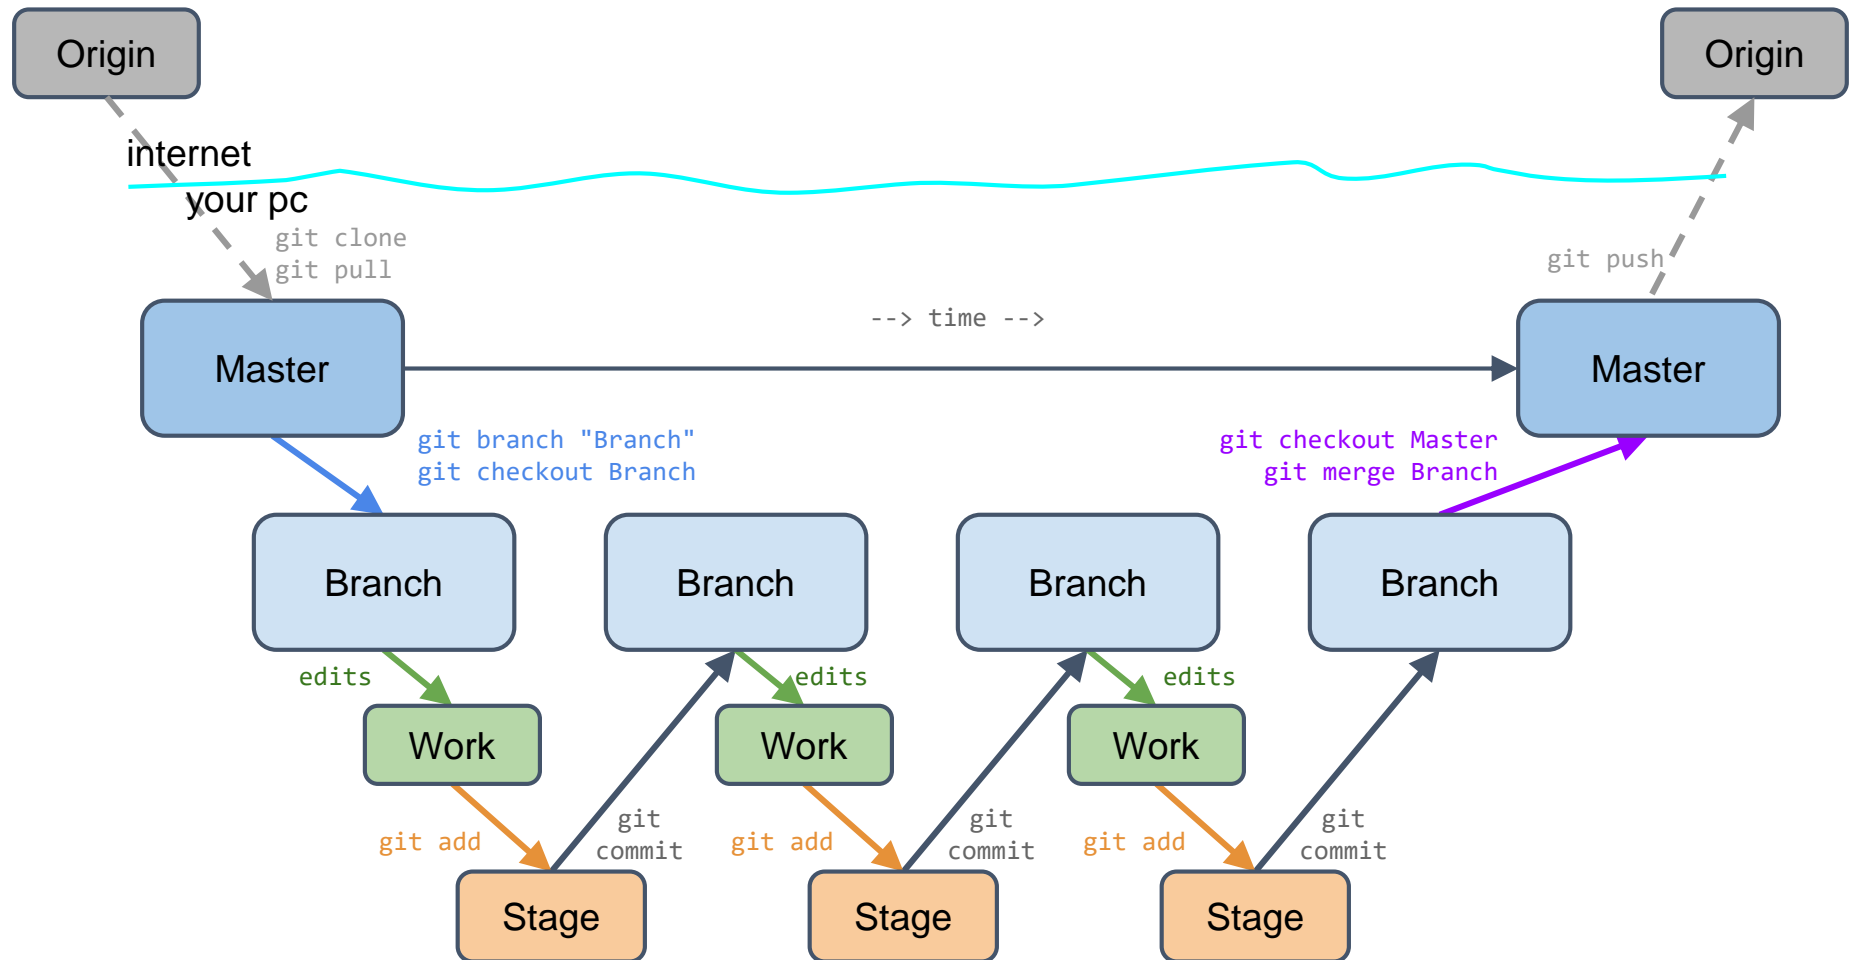 Origin
Origin
internet
your pc
git clone
git pull
git push
--> time -->
Master
Master
git branch "Branch"
git checkout Branch
git checkout Master
git merge Branch
Branch
Branch
Branch
Branch
edits
edits
edits
Work
Work
Work
git add
git
commit
git add
git
commit
git add
git
commit
Stage
Stage
Stage